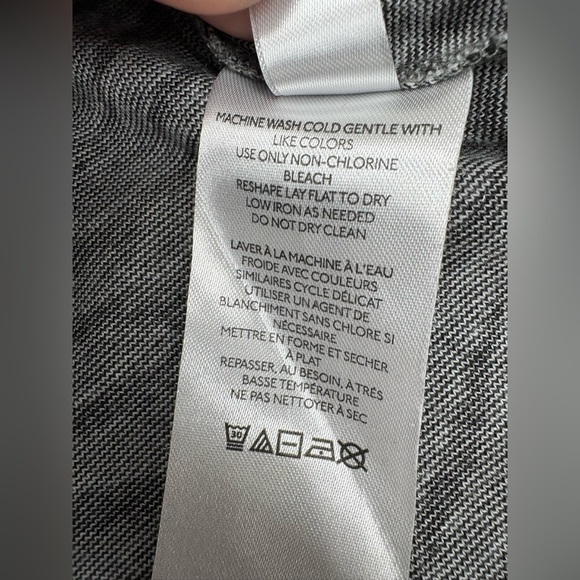 MACHINE WASH COLD GENTLE WITH
LIKE COLORS
USE ONLY NON-CHLORINE
BLEACH
RESHAPE LAY FLAT TO DRY
LOW IRON AS NEEDED
DO NOT DRY CLEAN
LAVER À LA MACHINE À L'EAU
FROIDE AVEC COULEURS
SIMILAIRES CYCLE DÉLICAT
UTILISER UN AGENT DE
BLANCHIMENT SANS CHLORE SI
NÉCESSAIRE
METTRE EN FORME ET SECHER
À PLAT
REPASSER, AU BESOIN, À TRÉS
BASSE TEMPÉRATURE
NE PAS NETTOYER À SEC
30